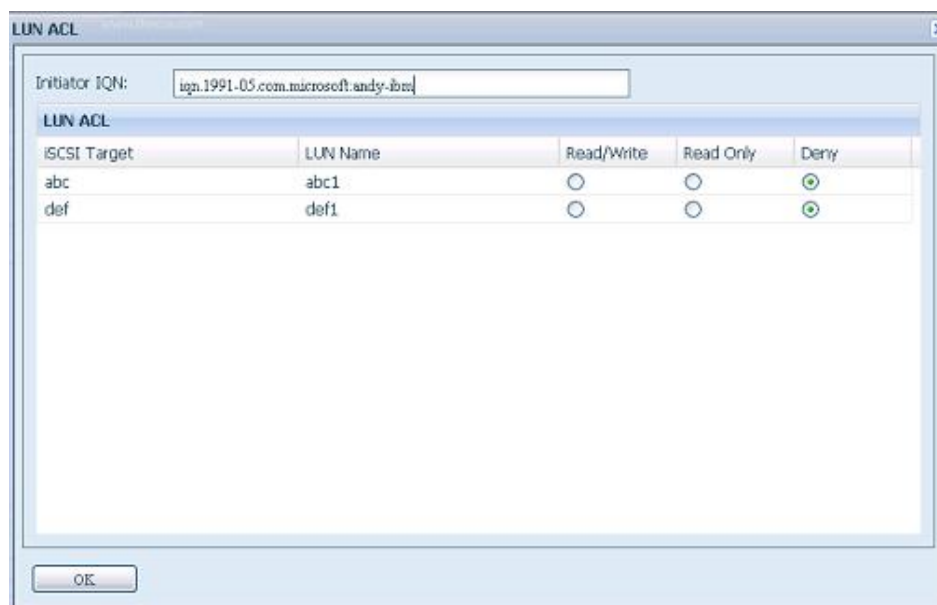 LUN ACL
Initiator IQN: iqn.1991-05.com.microsoft:andy-ibm
LUN ACL
iSCSI Target LUN Name Read/Write Read Only Deny
abc abc1
def def1
OK